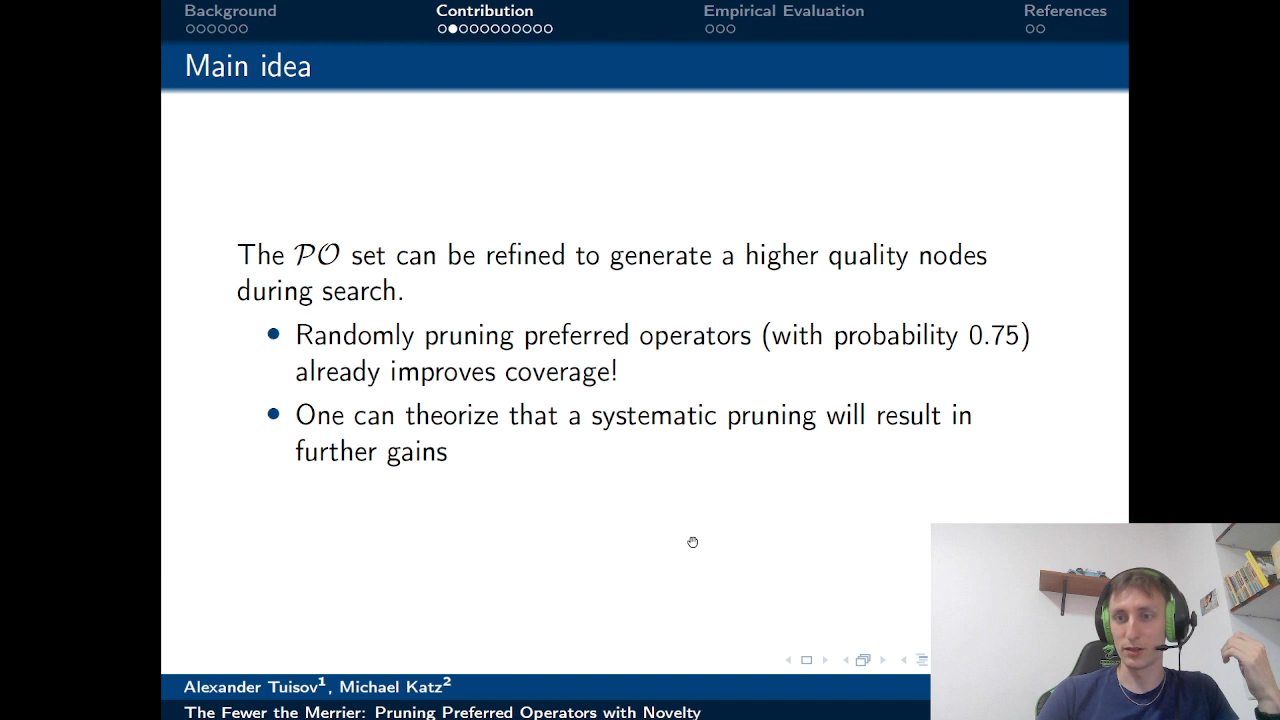 Background
Contribution
Empirical Evaluation
References
Main idea
The PO set can be refined to generate a higher quality nodes
during search.
Randomly pruning preferred operators (with probability 0.75)
already improves coverage!
One can theorize that a systematic pruning will result in
further gains
Alexander Tuisov¹, Michael Katz²
The Fewer the Merrier: Pruning Preferred Operators with Novelty